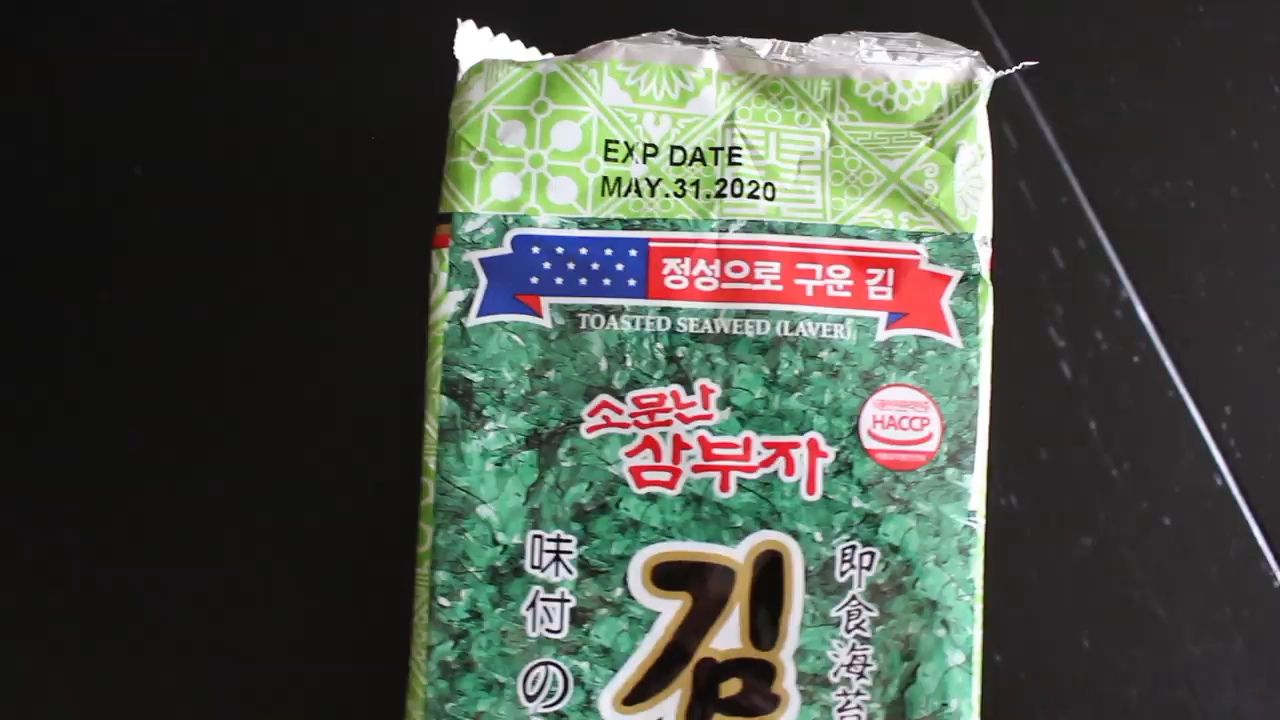 EXP DATE
MAY.31.2020
정성으로 구운 김
TOASTED SEAWEED (LAVER)
소문난
삼부자
HACCP
味付の
김
即食海苔